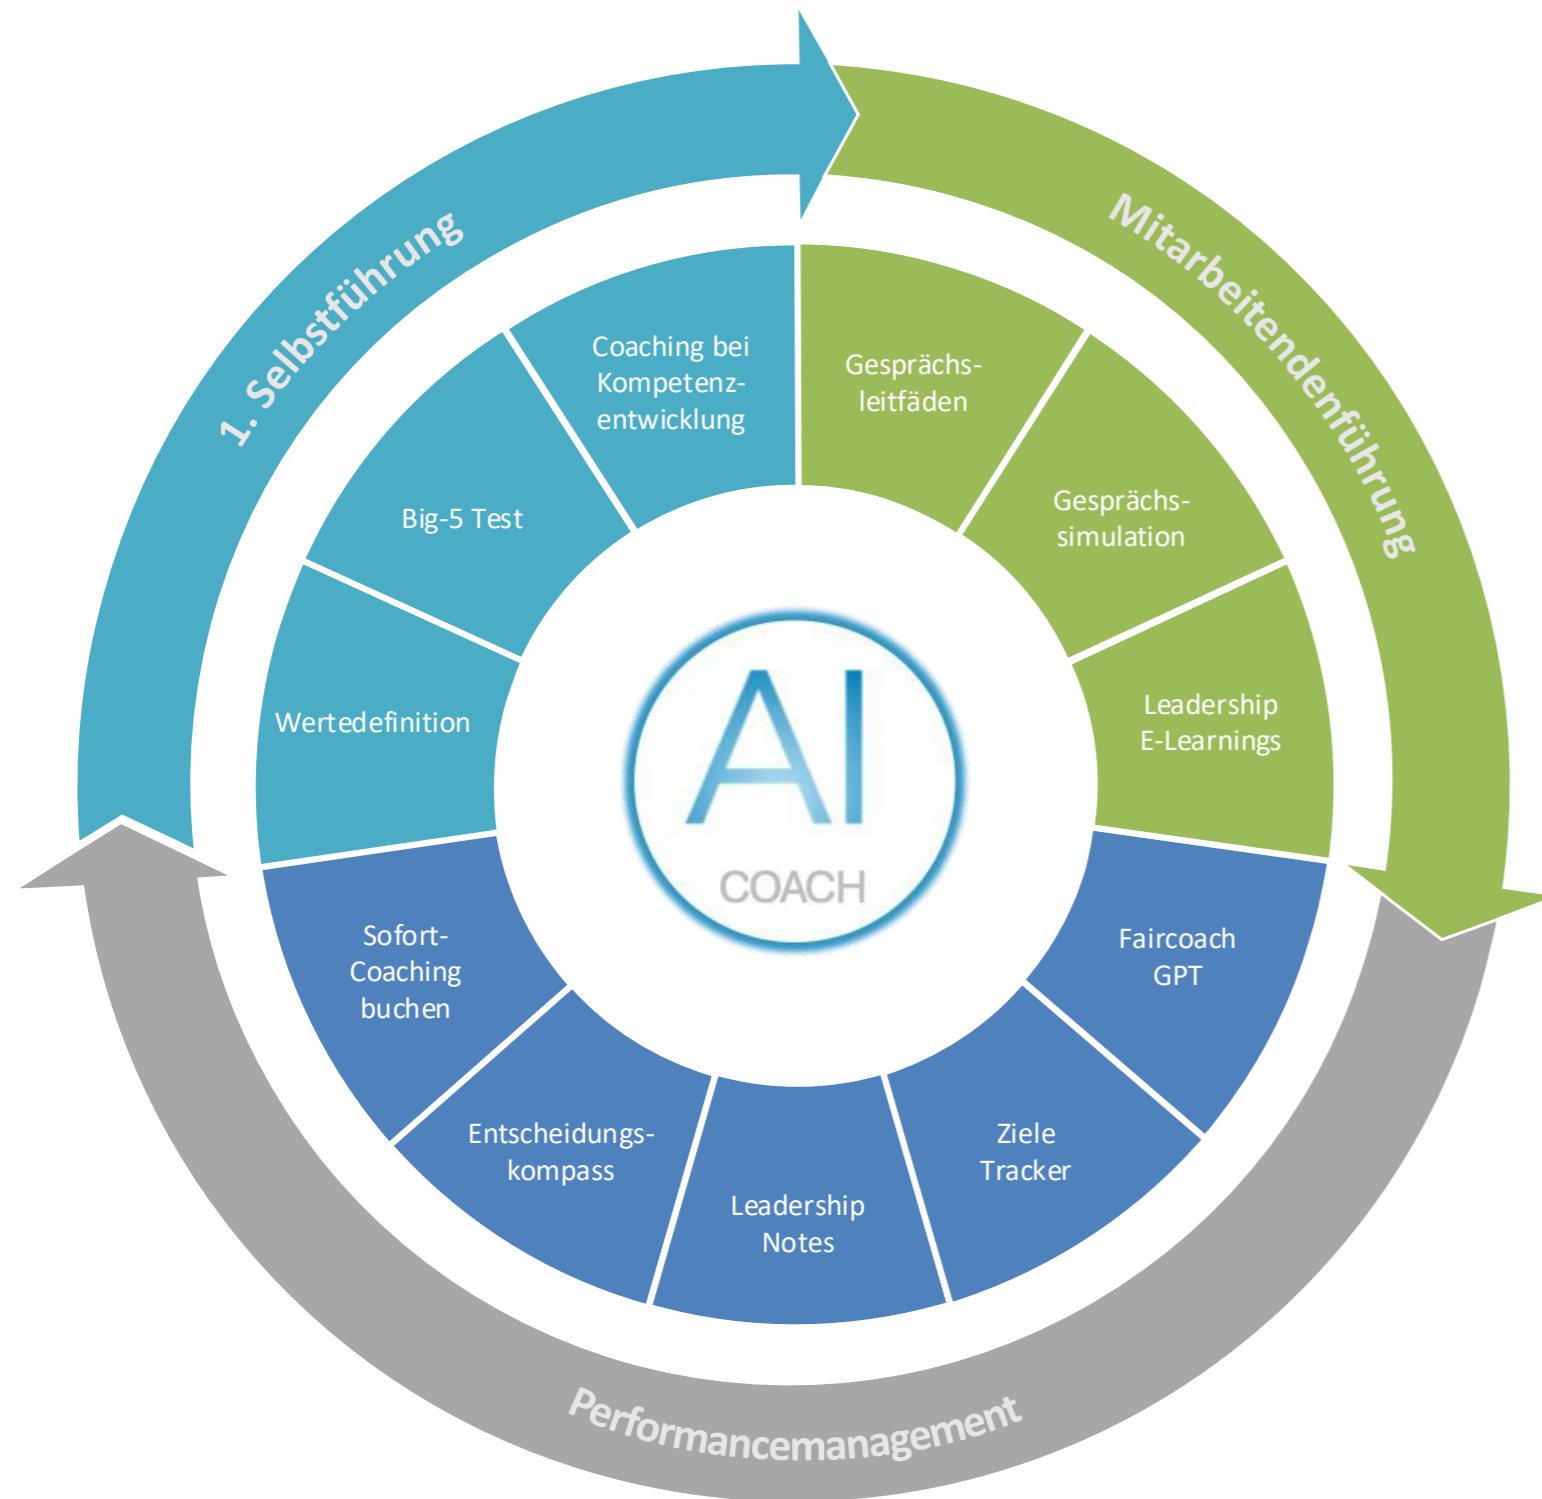 1. Selbstführung
Mitarbeitendenführung
Coaching bei
Kompetenz-
entwicklung
Gesprächs-
leitfäden
Gesprächs-
simulation
Big-5 Test
Leadership
E-Learnings
Wertedefinition
AI
COACH
Sofort-
Coaching
buchen
Faircoach
GPT
Entscheidungs-
kompass
Ziele
Tracker
Leadership
Notes
Performancemanagement